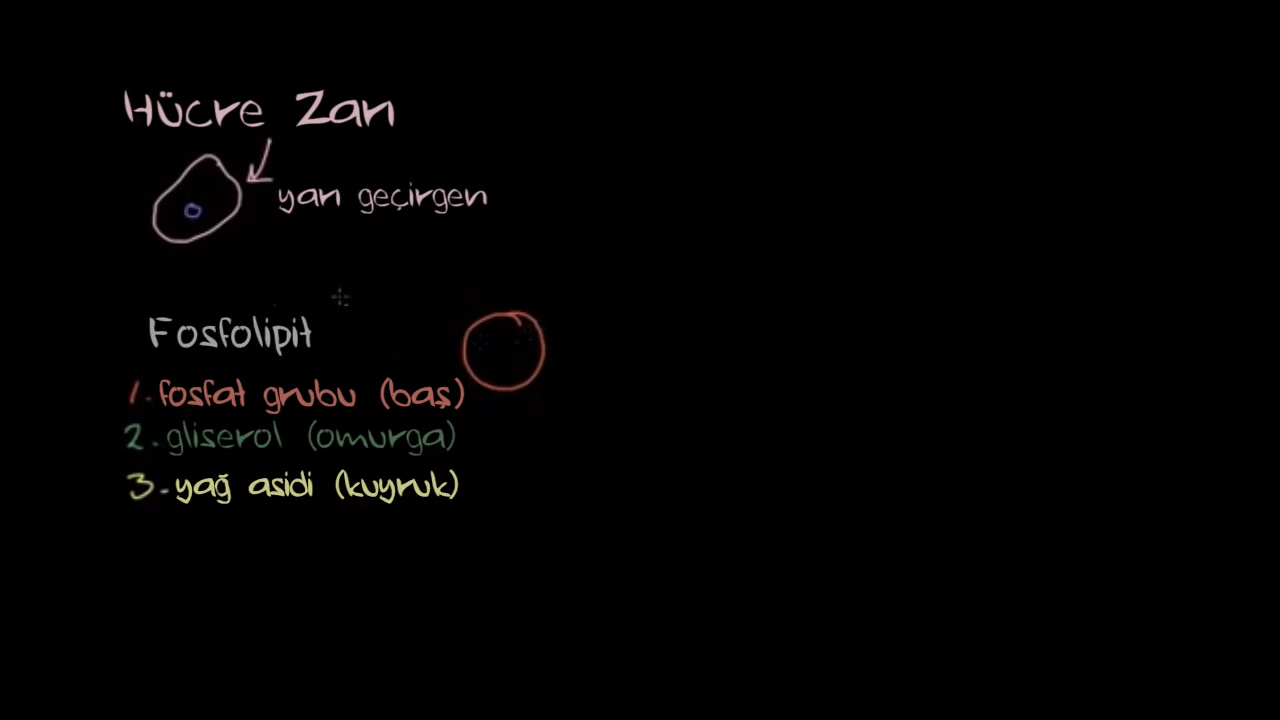 Hücre Zarı
yarı geçirgen
Fosfolipit
1. fosfat grubu (baş)
2. gliserol (omurga)
3. yağ asidi (kuyruk)